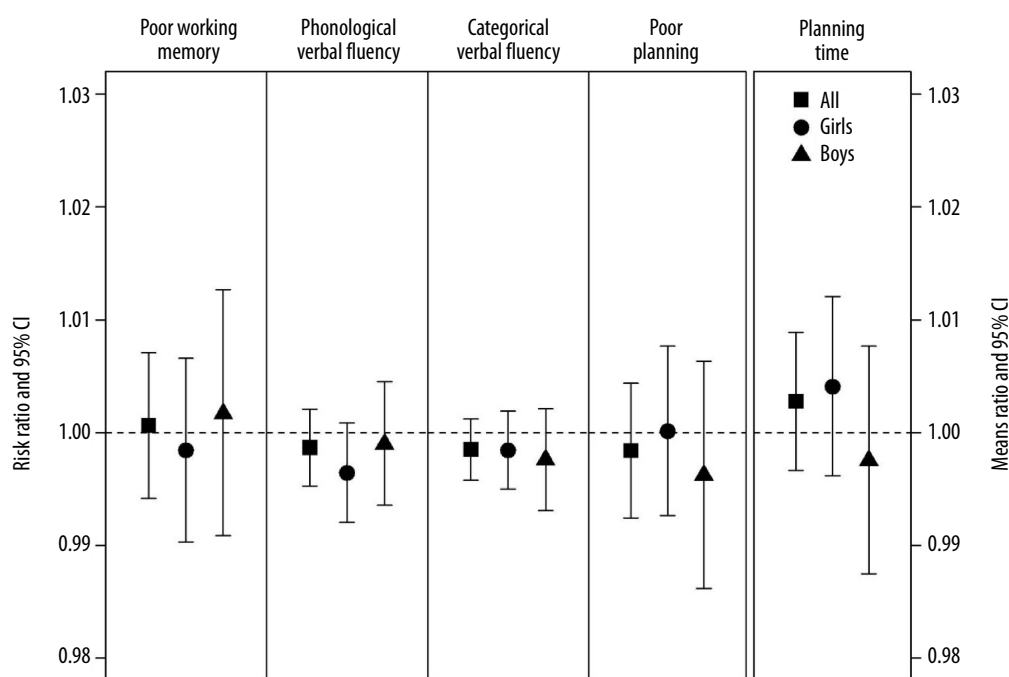 Poor working
memory
Phonological
verbal fluency
Categorical
verbal fluency
Poor
planning
Planning
time
1.03
1.02
1.01
1.00
0.99
0.98
Risk ratio and 95% CI
All
Girls
Boys
1.03
1.02
1.01
1.00
0.99
0.98
Means ratio and 95% CI